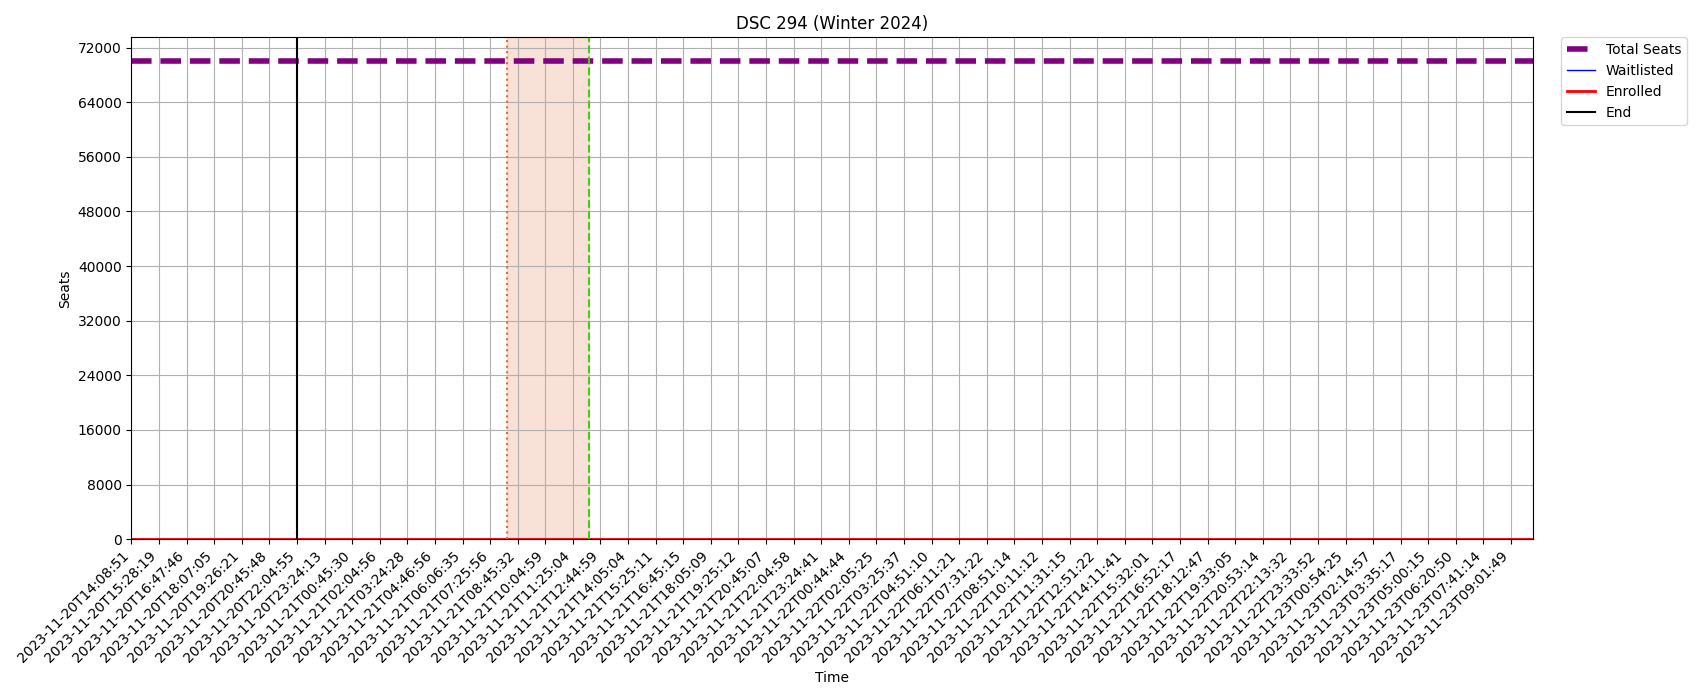 DSC 294 (Winter 2024)
72000
64000
56000
48000
40000
32000
24000
16000
8000
0
Seats
Total Seats
Waitlisted
Enrolled
End
2023-11-20T14:08:51
2023-11-20T15:28:19
2023-11-20T16:47:46
2023-11-20T18:07:05
2023-11-20T19:26:21
2023-11-20T20:45:48
2023-11-20T22:04:55
2023-11-20T23:24:13
2023-11-21T00:45:30
2023-11-21T02:04:56
2023-11-21T03:24:28
2023-11-21T04:46:56
2023-11-21T06:06:35
2023-11-21T07:25:56
2023-11-21T08:45:32
2023-11-21T10:04:59
2023-11-21T11:25:04
2023-11-21T12:44:59
2023-11-21T14:05:04
2023-11-21T15:25:11
2023-11-21T16:45:15
2023-11-21T18:05:09
2023-11-21T19:25:12
2023-11-21T20:45:07
2023-11-21T22:04:58
2023-11-21T23:24:41
2023-11-22T00:44:44
2023-11-22T02:05:25
2023-11-22T03:25:37
2023-11-22T04:51:10
2023-11-22T06:11:21
2023-11-22T07:31:22
2023-11-22T08:51:14
2023-11-22T10:11:12
2023-11-22T11:31:15
2023-11-22T12:51:22
2023-11-22T14:11:41
2023-11-22T15:32:01
2023-11-22T16:52:17
2023-11-22T18:12:47
2023-11-22T19:33:05
2023-11-22T20:53:14
2023-11-22T22:13:32
2023-11-22T23:33:52
2023-11-23T00:54:25
2023-11-23T02:14:57
2023-11-23T03:35:17
2023-11-23T05:00:15
2023-11-23T06:20:50
2023-11-23T07:41:14
2023-11-23T09:01:49
Time